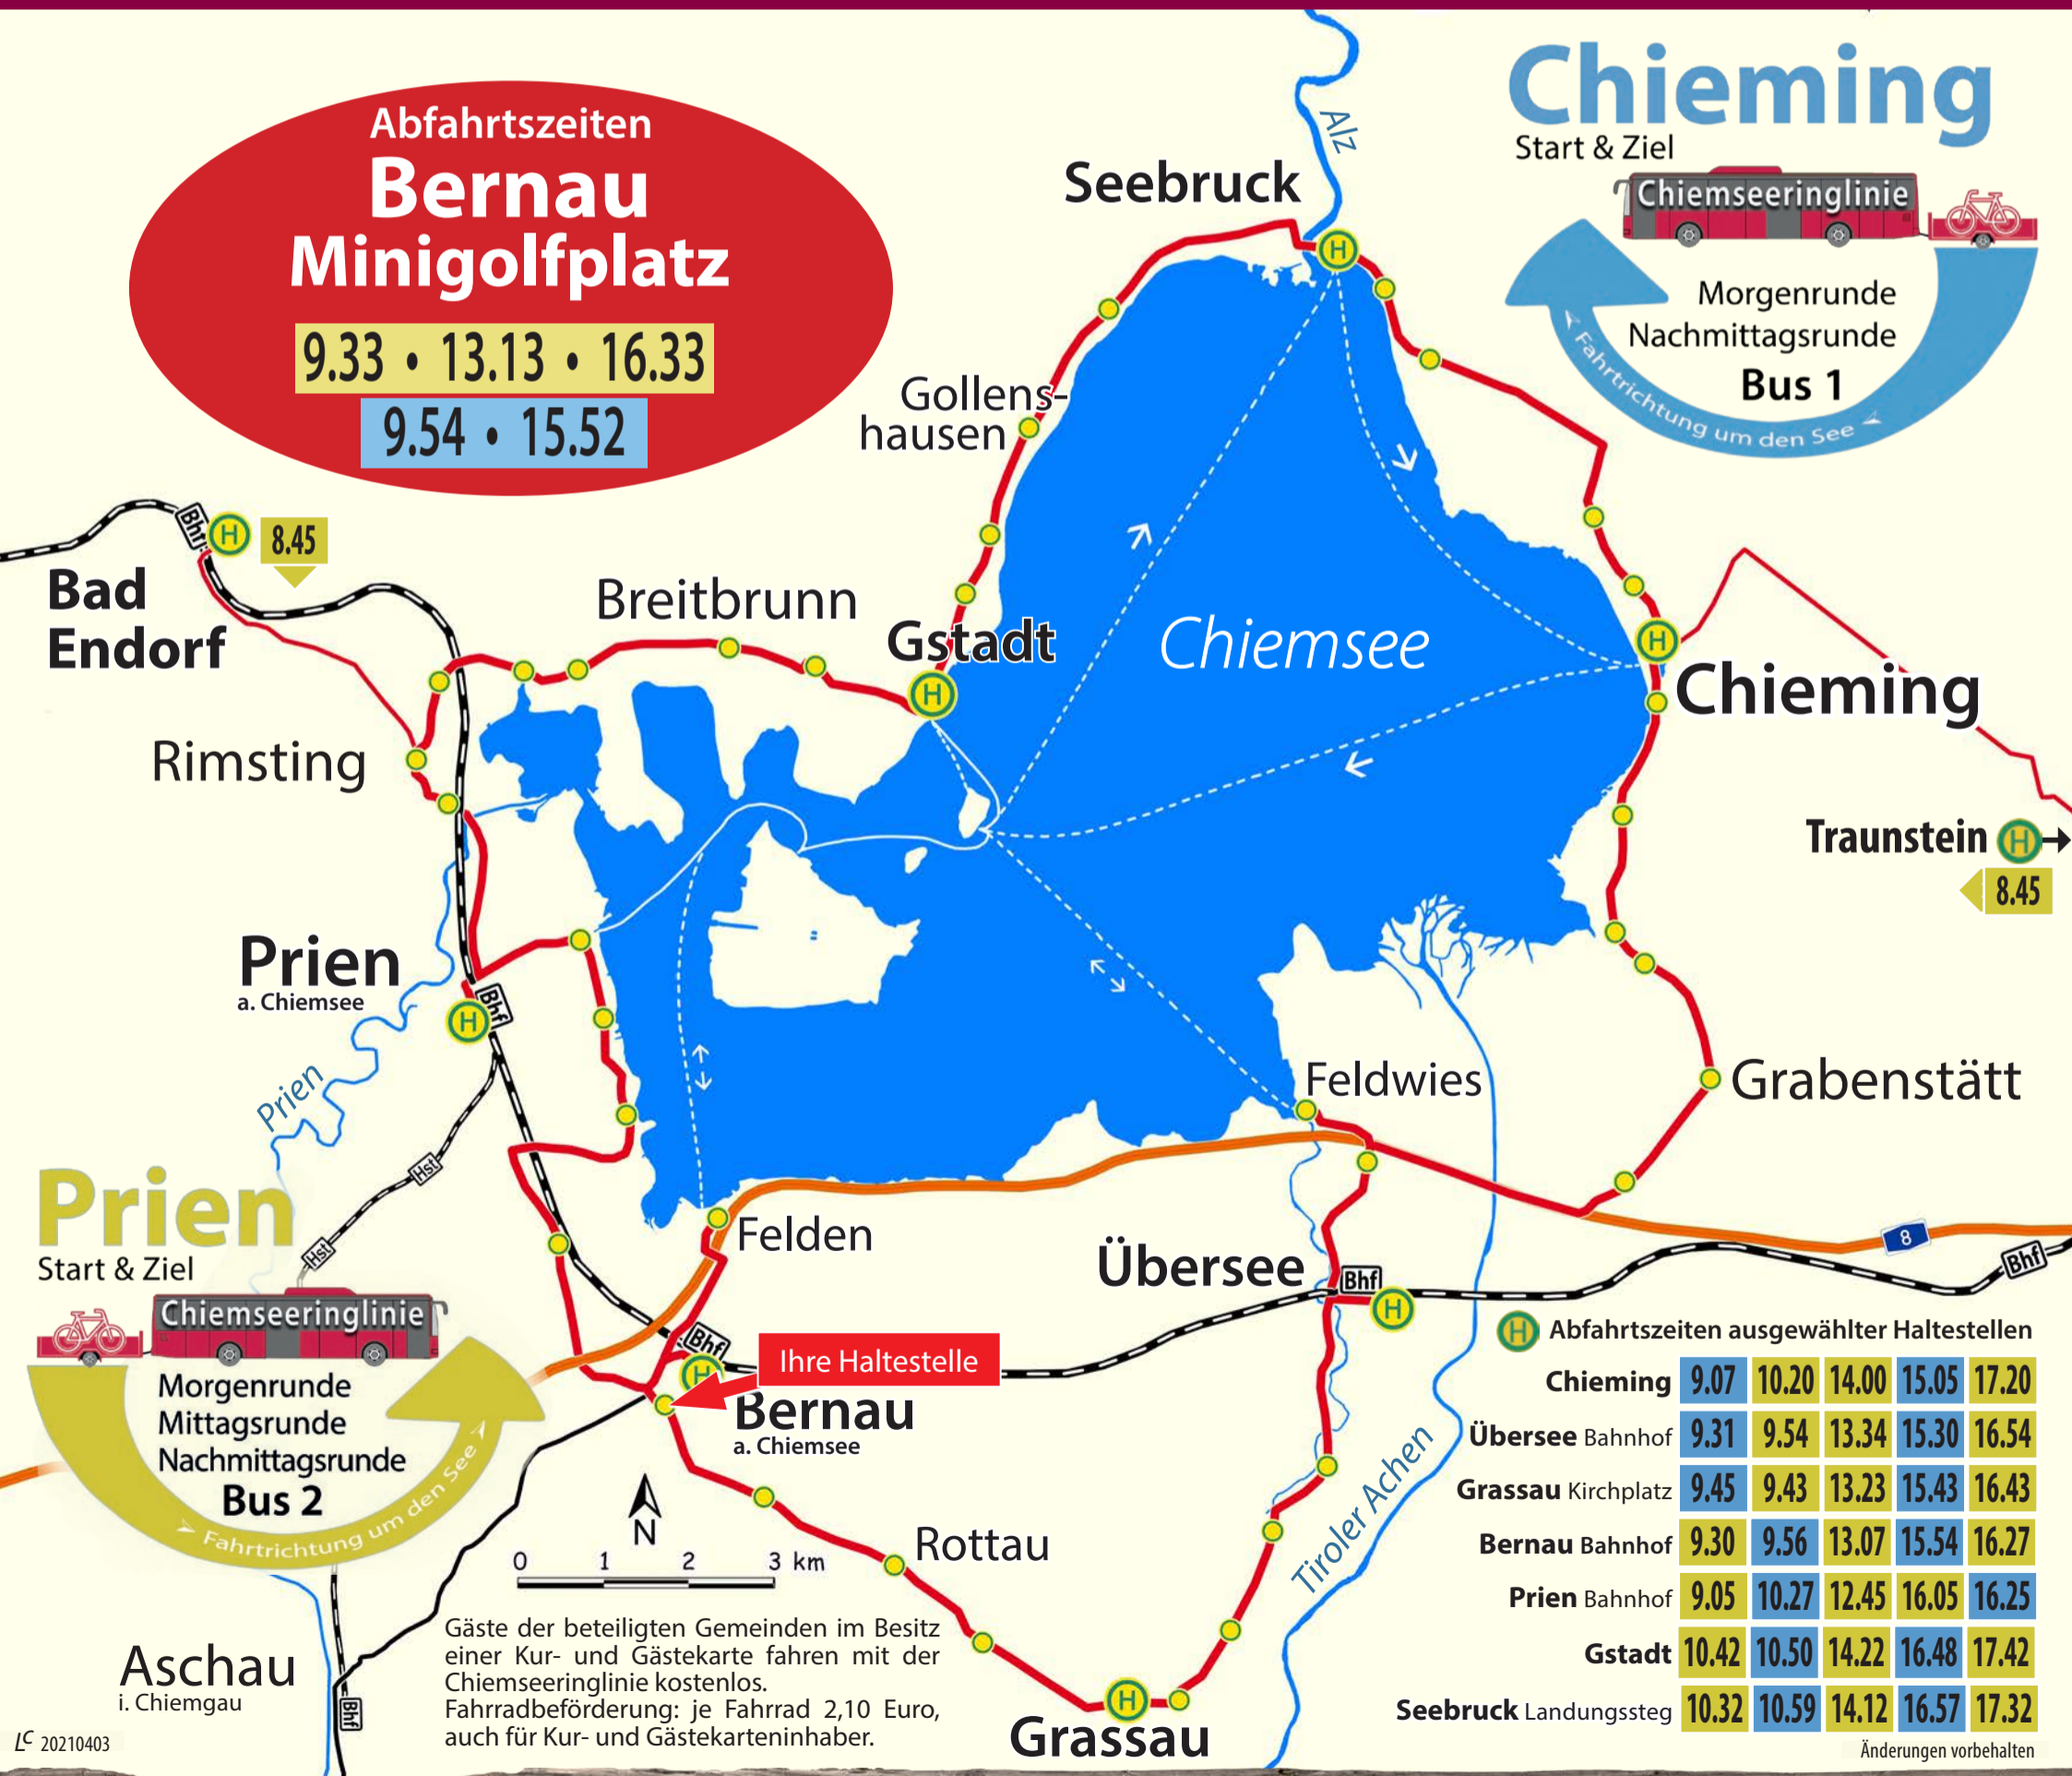 Abfahrtszeiten
Bernau
Minigolfplatz
9.33 • 13.13 • 16.33
9.54 • 15.52
Chieming
Start & Ziel
Chiemseeringlinie
Morgenrunde
Nachmittagsrunde
Bus 1
Fahrtrichtung um den See
Alz
Seebruck
H
Gollens-
hausen
Bhf
H
8.45
Bad
Endorf
Breitbrunn
Gstadt
H
Chiemsee
H
Chieming
Rimsting
Traunstein H
8.45
Prien
a. Chiemsee
Bhf
H
Prien
Feldwies
Grabenstätt
Hst
Hst
Felden
Übersee
Bhf
H
8
Bhf
Prien
Start & Ziel
Chiemseeringlinie
Morgenrunde
Mittagsrunde
Nachmittagsrunde
Bus 2
Fahrtrichtung um den See
Bhf
H
Ihre Haltestelle
Bernau
a. Chiemsee
N
0 1 2 3 km
Rottau
Tiroler Achen
H
Grassau
Aschau
i. Chiemgau
Bhf
Gäste der beteiligten Gemeinden im Besitz
einer Kur- und Gästekarte fahren mit der
Chiemseeringlinie kostenlos.
Fahrradbeförderung: je Fahrrad 2,10 Euro,
auch für Kur- und Gästekarteninhaber.
H Abfahrtszeiten ausgewählter Haltestellen
Chieming 9.07 10.20 14.00 15.05 17.20
Übersee Bahnhof 9.31 9.54 13.34 15.30 16.54
Grassau Kirchplatz 9.45 9.43 13.23 15.43 16.43
Bernau Bahnhof 9.30 9.56 13.07 15.54 16.27
Prien Bahnhof 9.05 10.27 12.45 16.05 16.25
Gstadt 10.42 10.50 14.22 16.48 17.42
Seebruck Landungssteg 10.32 10.59 14.12 16.57 17.32
Änderungen vorbehalten
LC 20210403